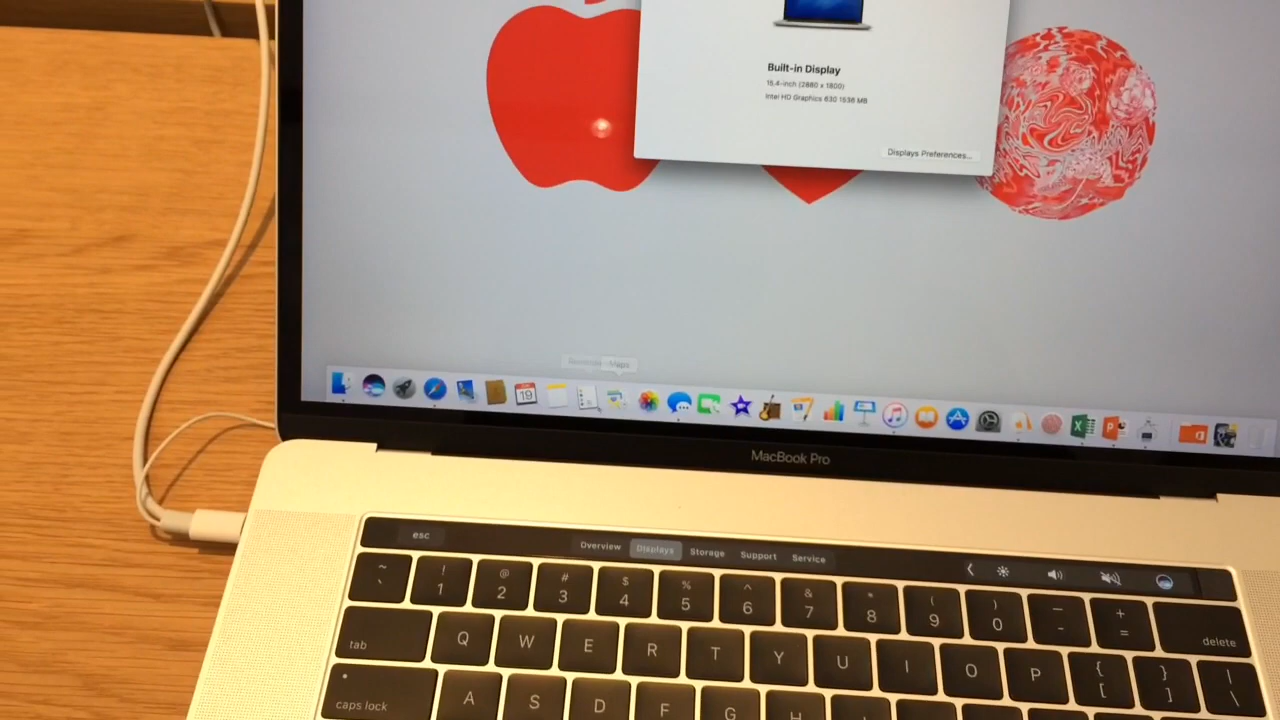 Built-in Display
15.4-inch (2880 x 1800)
Intel HD Graphics 630 1536 MB
Displays Preferences...
Maps
19
MacBook Pro
esc
Overview Displays Storage Support Service
~ ` ! 1 @ 2 # 3 $ 4 % 5 ^ 6 & 7 * 8 ( 9 ) 0 — - + = delete
tab Q W E R T Y U I O P { [ } ] | \
caps lock A S D F G H